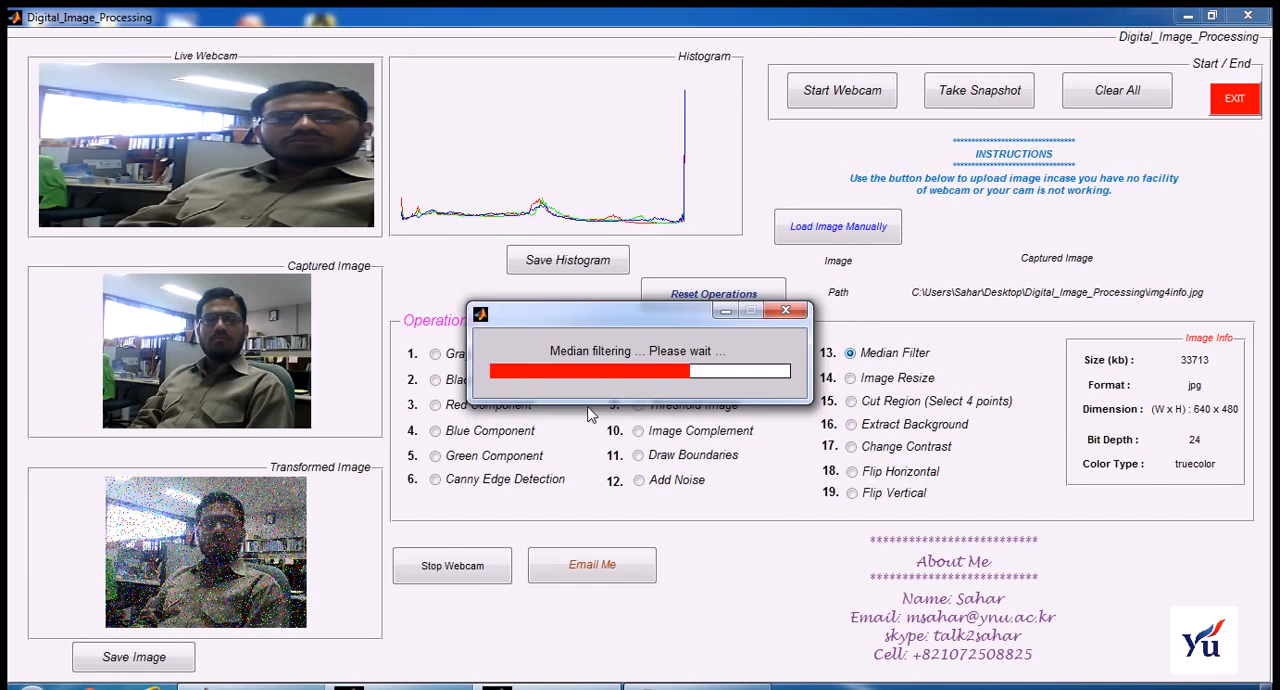 Digital_Image_Processing
Digital_Image_Processing
Live Webcam
Histogram
Start / End
Start Webcam
Take Snapshot
Clear All
EXIT
**************************************
INSTRUCTIONS
**************************************
Use the button below to upload image incase you have no facility
of webcam or your cam is not working.
Load Image Manually
Save Histogram
Captured Image
Image
Captured Image
Reset Operations
Path
C:\Users\Sahar\Desktop\Digital_Image_Processing\img4info.jpg
Operation
Median filtering ... Please wait ...
1. Gra
2. Blac
3. Red Component
4. Blue Component
5. Green Component
6. Canny Edge Detection
9. Threshold Image
10. Image Complement
11. Draw Boundaries
12. Add Noise
13. Median Filter
14. Image Resize
15. Cut Region (Select 4 points)
16. Extract Background
17. Change Contrast
18. Flip Horizontal
19. Flip Vertical
Image Info
Size (kb) : 33713
Format : jpg
Dimension : (W x H) : 640 x 480
Bit Depth : 24
Color Type : truecolor
Transformed Image
Save Image
Stop Webcam
Email Me
**************************
About Me
**************************
Name: Sahar
Email: msahar@ynu.ac.kr
skype: talk2sahar
Cell: +821072508825
yu